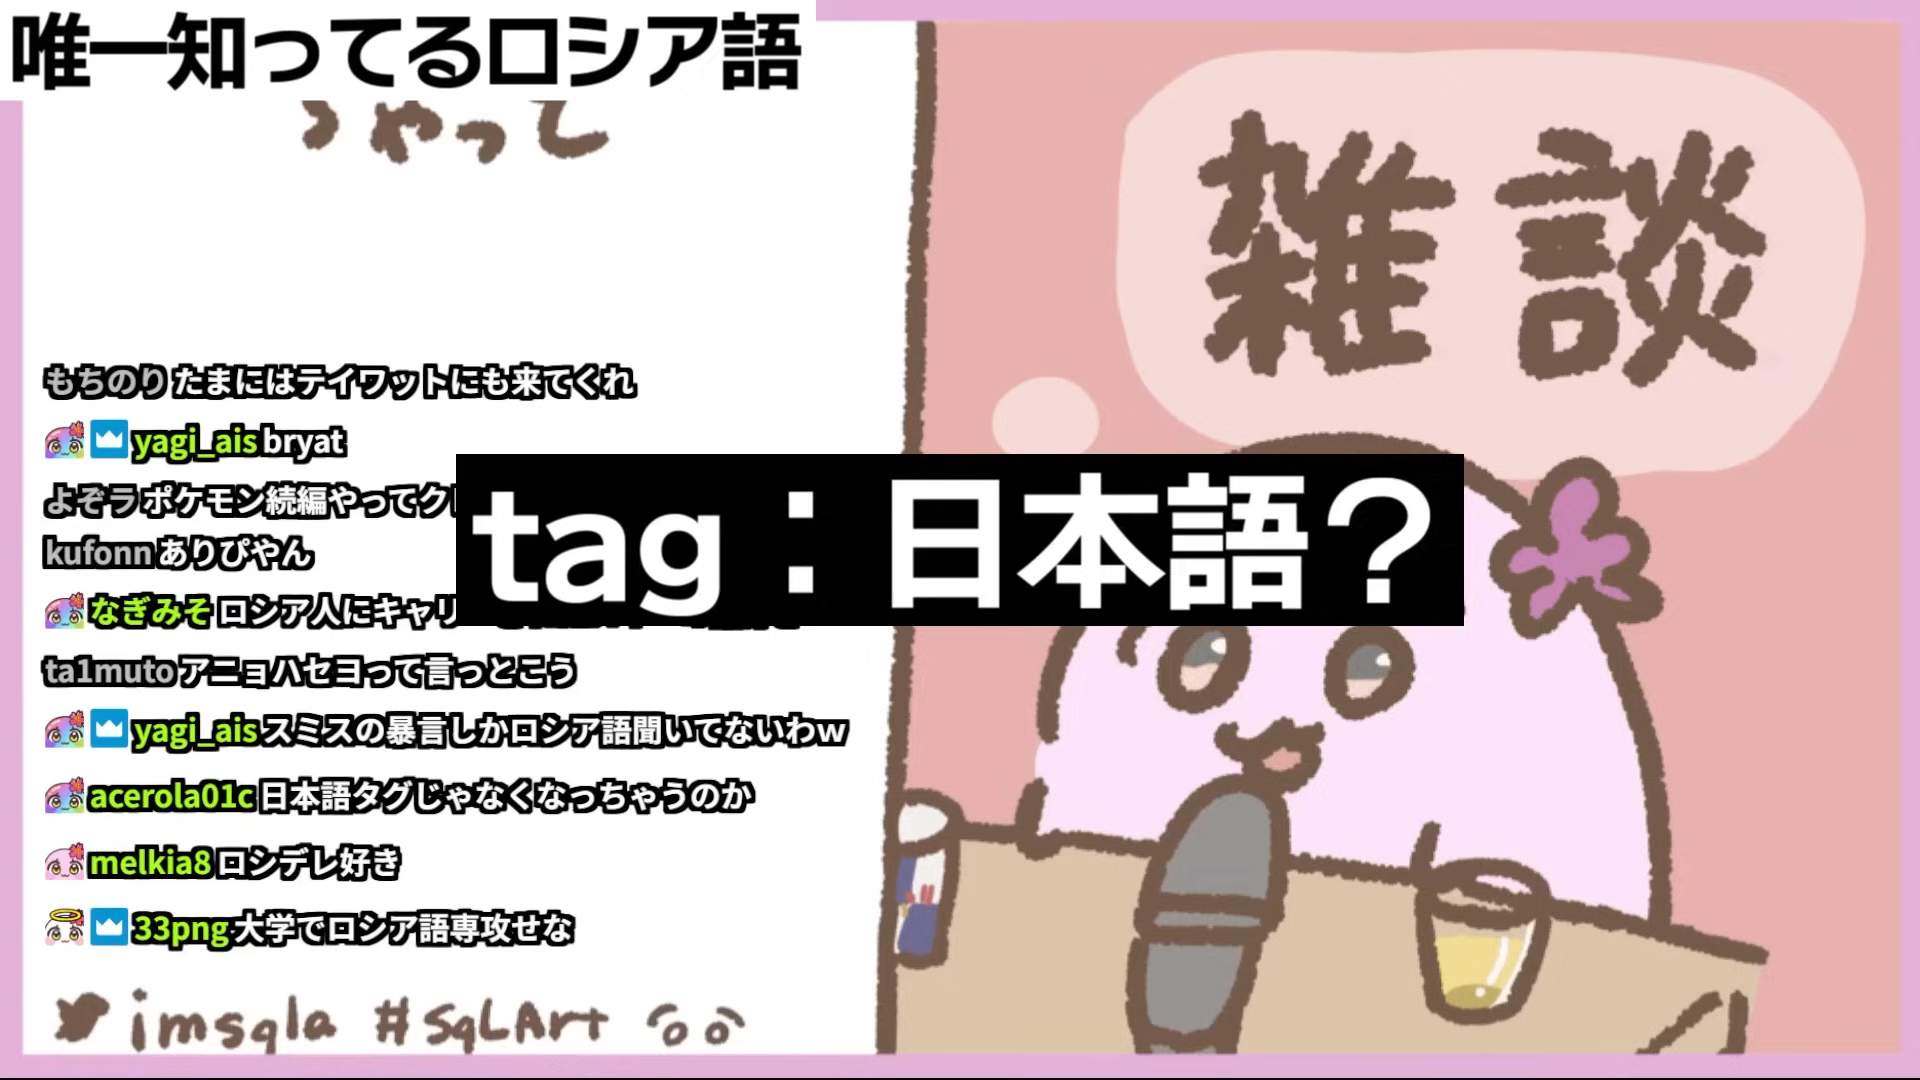 唯一知ってるロシア語
うやって
雑談
もちのり たまにはテイワットにも来てくれ
yagi_ais bryat
よぞラ ポケモン続編やってク
tag：日本語？
kufonn ありぴやん
なぎみそ ロシア人にキャリ
ta1muto アニョハセヨって言っとこう
yagi_ais スミスの暴言しかロシア語聞いてないわw
acerola01c 日本語タグじゃなくなっちゃうのか
melkia8 ロシデレ好き
33png 大学でロシア語専攻せな
imsqla #SqLArt